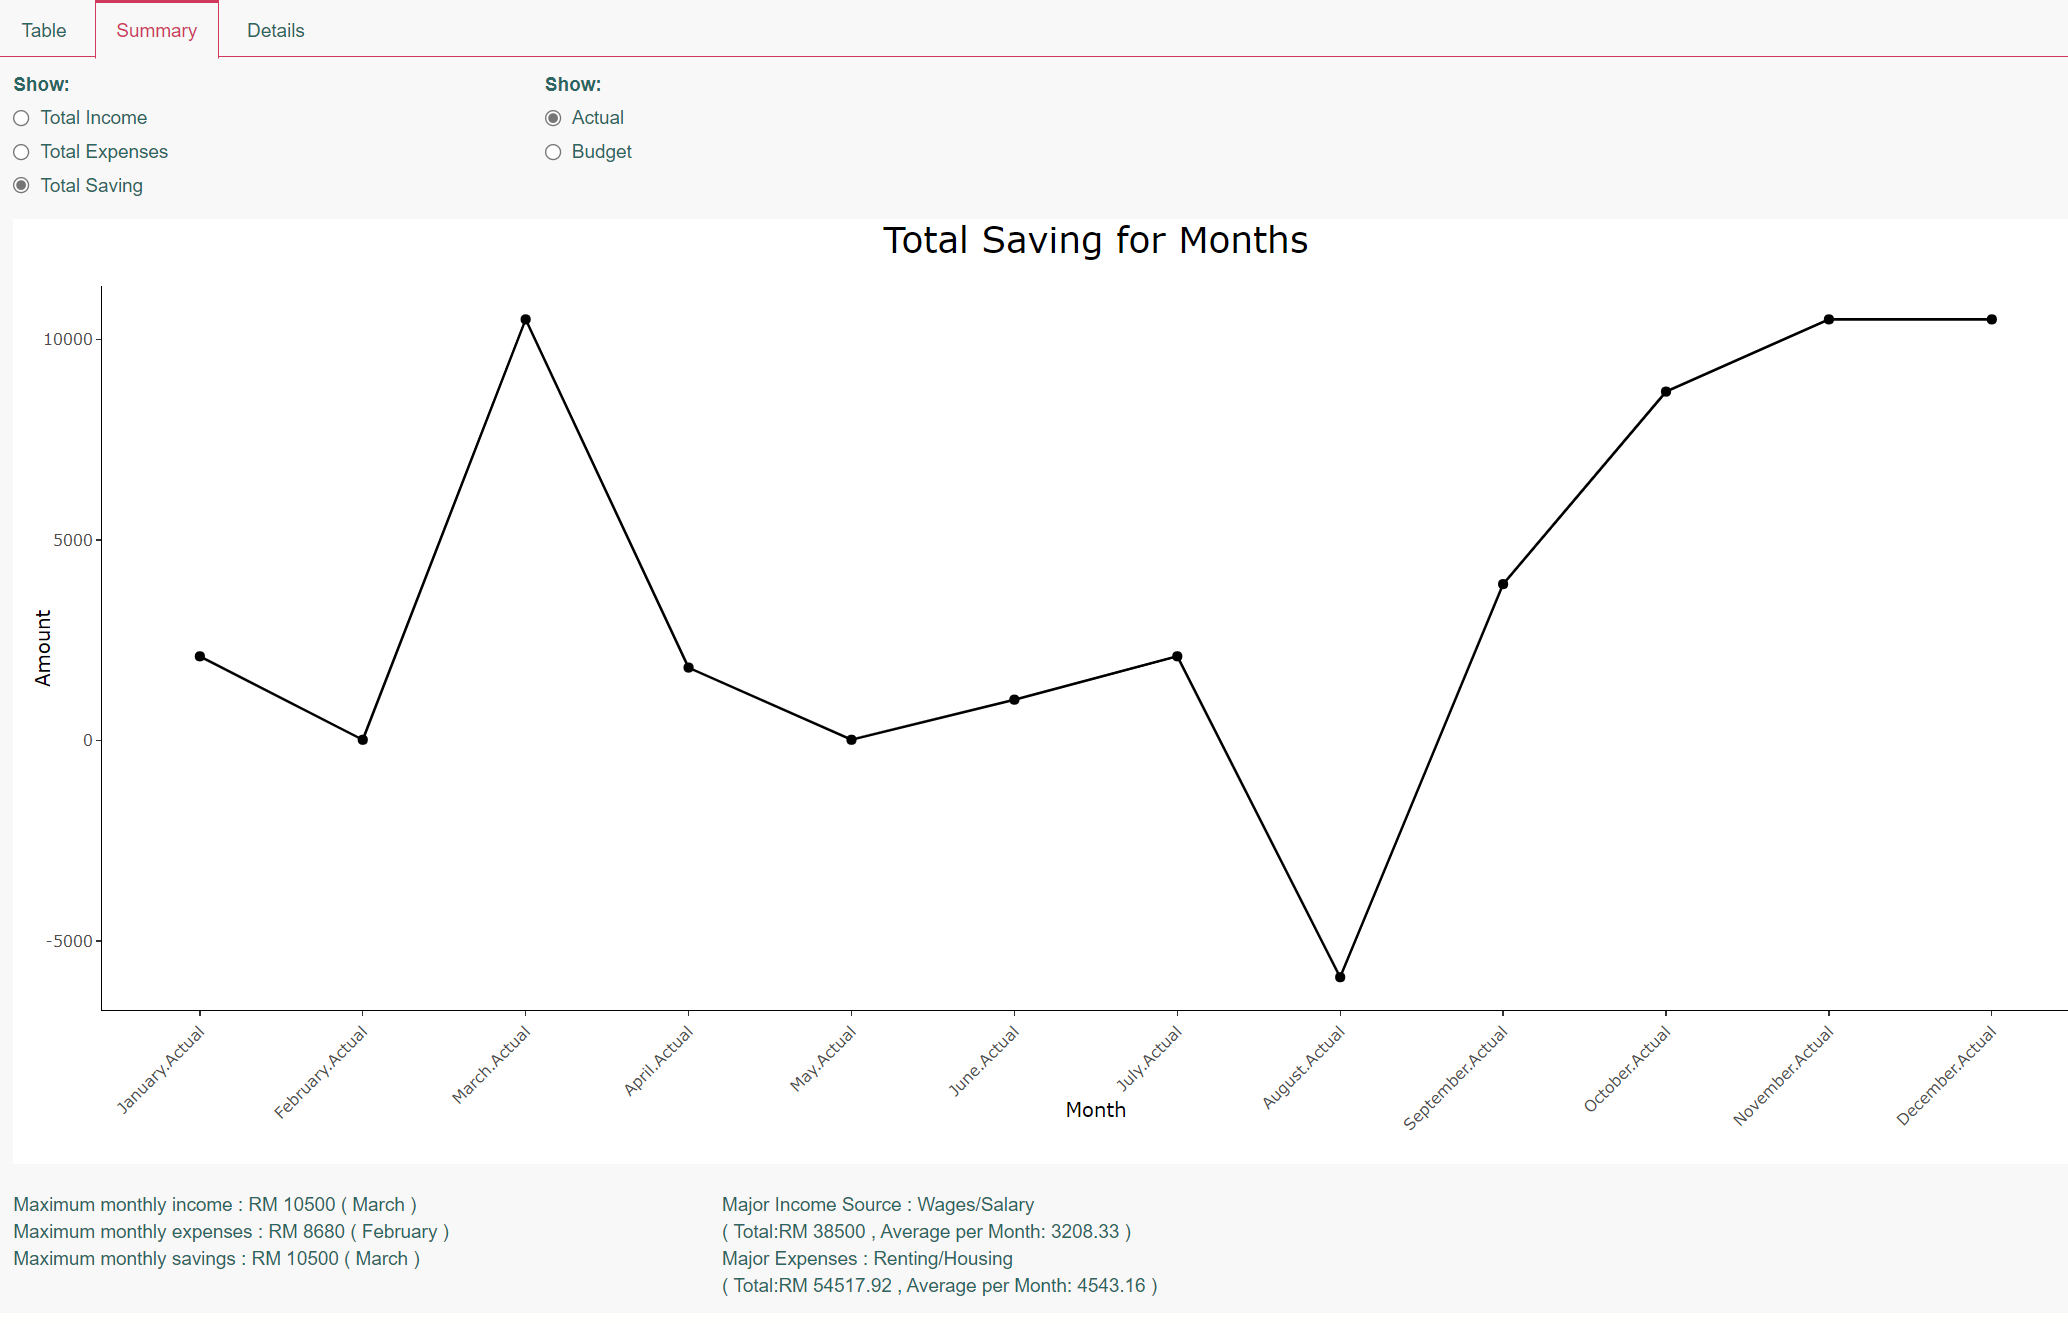 Table Summary Details
Show: Show:
Total Income Actual
Total Expenses Budget
Total Saving
Total Saving for Months
10000
5000
0
-5000
Amount
January.Actual February.Actual March.Actual April.Actual May.Actual June.Actual July.Actual August.Actual September.Actual October.Actual November.Actual December.Actual
Month
Maximum monthly income : RM 10500 ( March )
Maximum monthly expenses : RM 8680 ( February )
Maximum monthly savings : RM 10500 ( March )
Major Income Source : Wages/Salary
( Total:RM 38500 , Average per Month: 3208.33 )
Major Expenses : Renting/Housing
( Total:RM 54517.92 , Average per Month: 4543.16 )